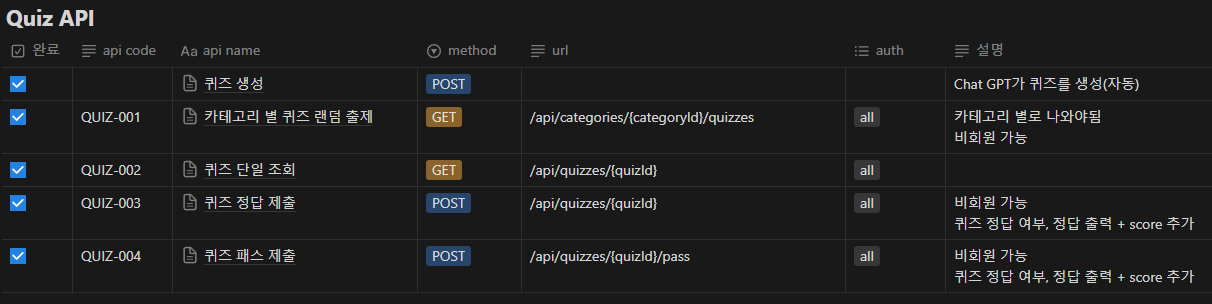 Quiz API
완료 api code Aa api name method url auth 설명
퀴즈 생성 POST Chat GPT가 퀴즈를 생성(자동)
QUIZ-001 카테고리 별 퀴즈 랜덤 출제 GET /api/categories/{categoryId}/quizzes all 카테고리 별로 나와야됨
비회원 가능
QUIZ-002 퀴즈 단일 조회 GET /api/quizzes/{quizId} all
QUIZ-003 퀴즈 정답 제출 POST /api/quizzes/{quizId} all 비회원 가능
퀴즈 정답 여부, 정답 출력 + score 추가
QUIZ-004 퀴즈 패스 제출 POST /api/quizzes/{quizId}/pass all 비회원 가능
퀴즈 정답 여부, 정답 출력 + score 추가